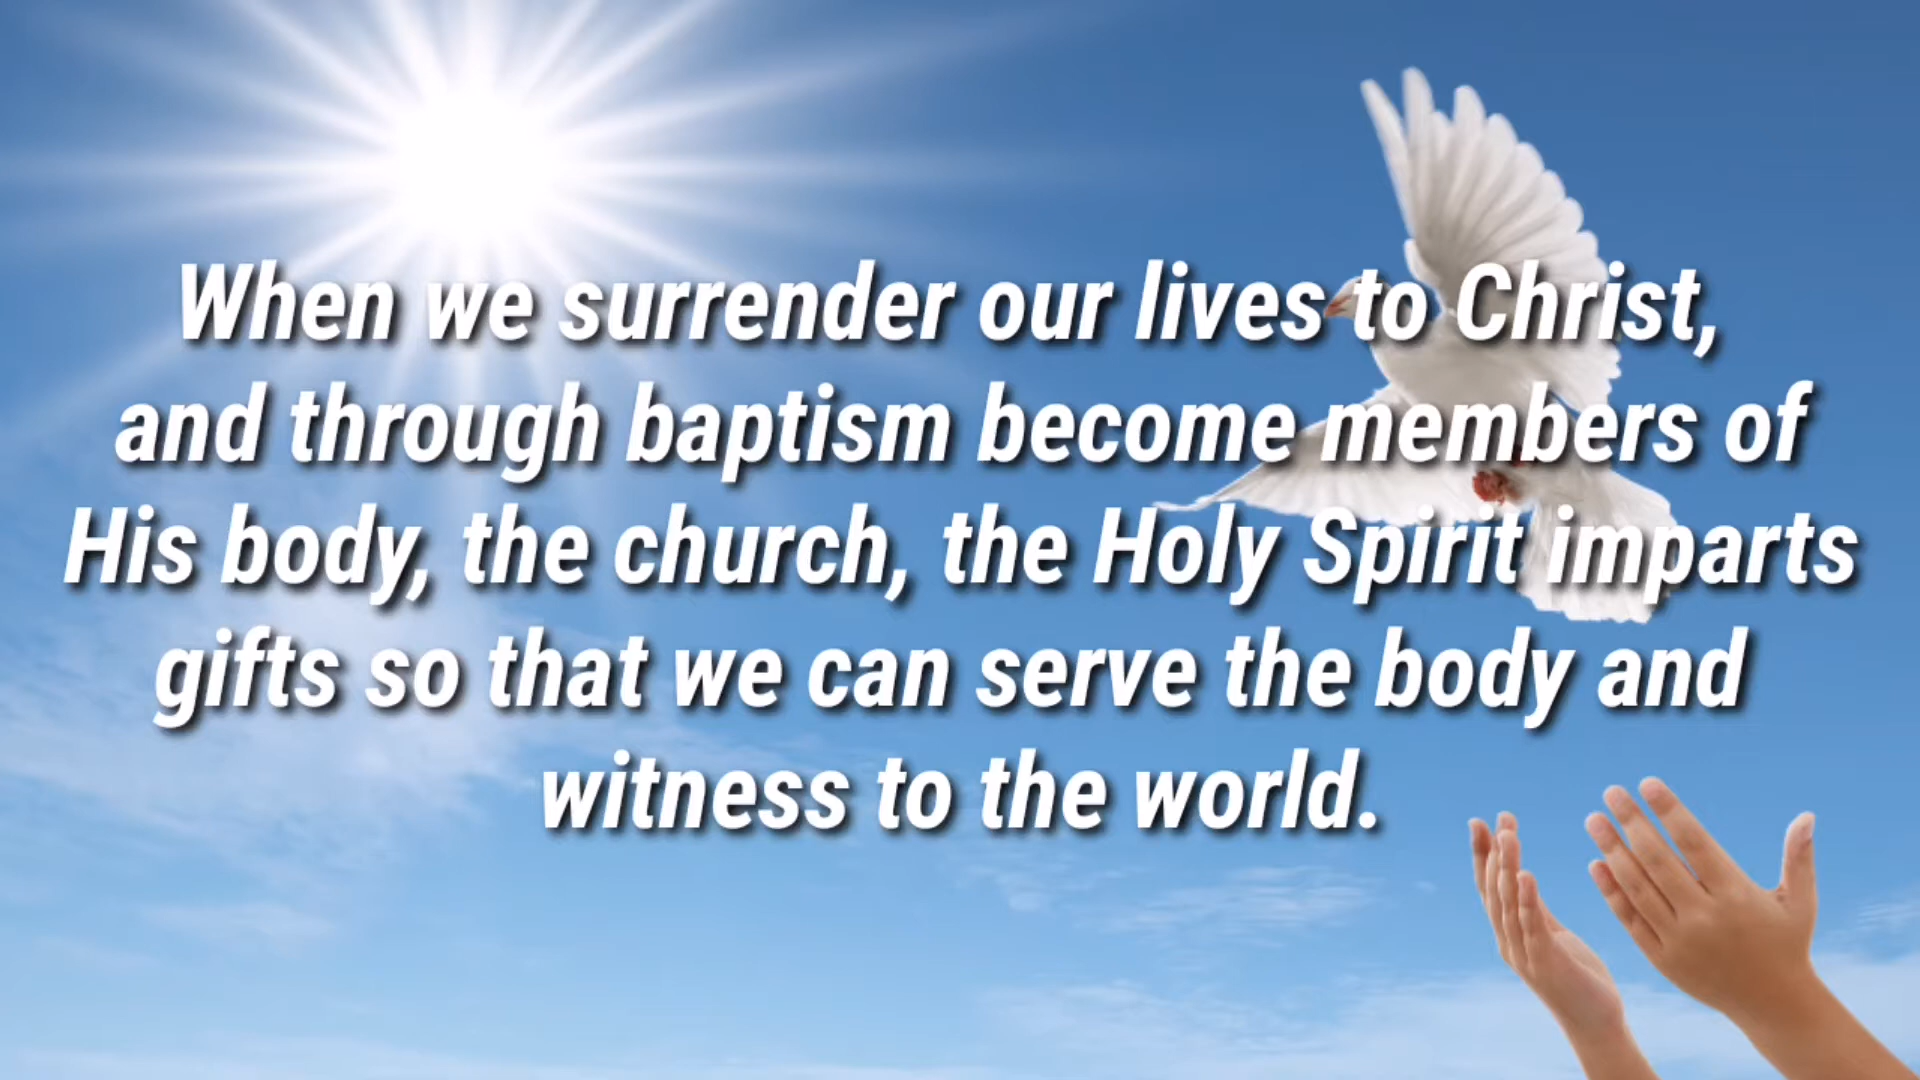 When we surrender our lives to Christ,
and through baptism become members of
His body, the church, the Holy Spirit imparts
gifts so that we can serve the body and
witness to the world.